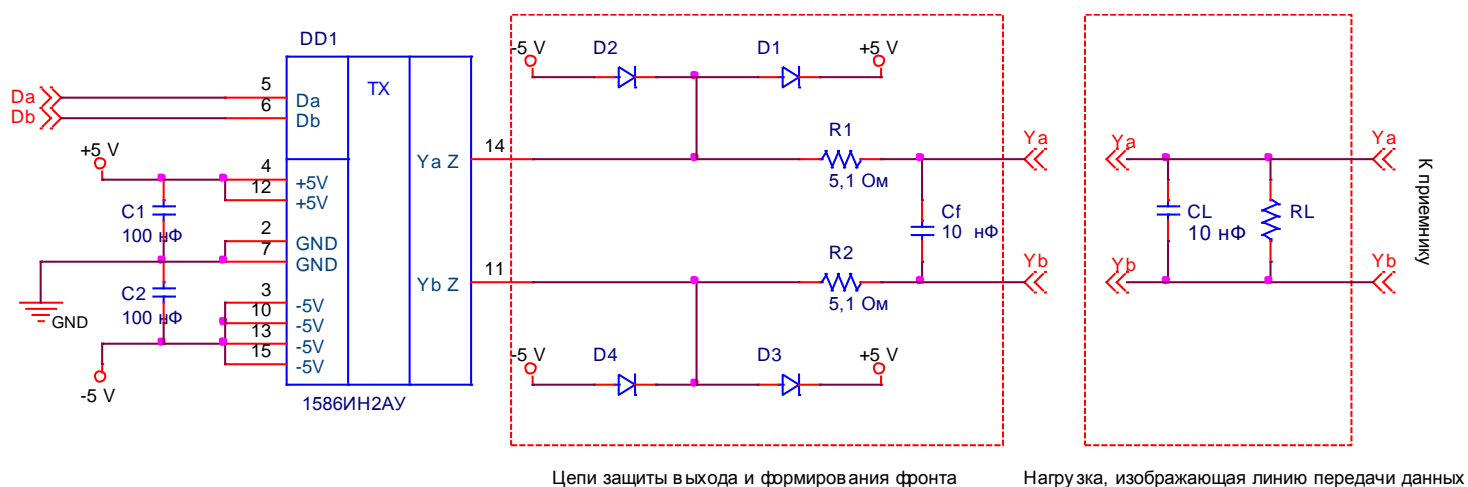 DD1
TX
5
6
Da
Db
Da
Db
+5 V
4
12
+5V
+5V
C1
100 нФ
2
7
GND
GND
C2
100 нФ
GND
3
10
13
15
-5V
-5V
-5V
-5V
-5 V
1586ИН2АУ
Ya Z
14
Yb Z
11
-5 V
D2
D1
+5 V
R1
5,1 Ом
Ya
Cf
10 нФ
R2
5,1 Ом
Yb
-5 V
D4
D3
+5 V
Цепи защиты выхода и формирования фронта
Ya
Ya
CL
10 нФ
RL
Yb
Yb
К приемнику
Нагрузка, изображающая линию передачи данных